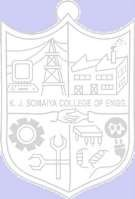 K. J. SOMAIYA COLLEGE OF ENGG.